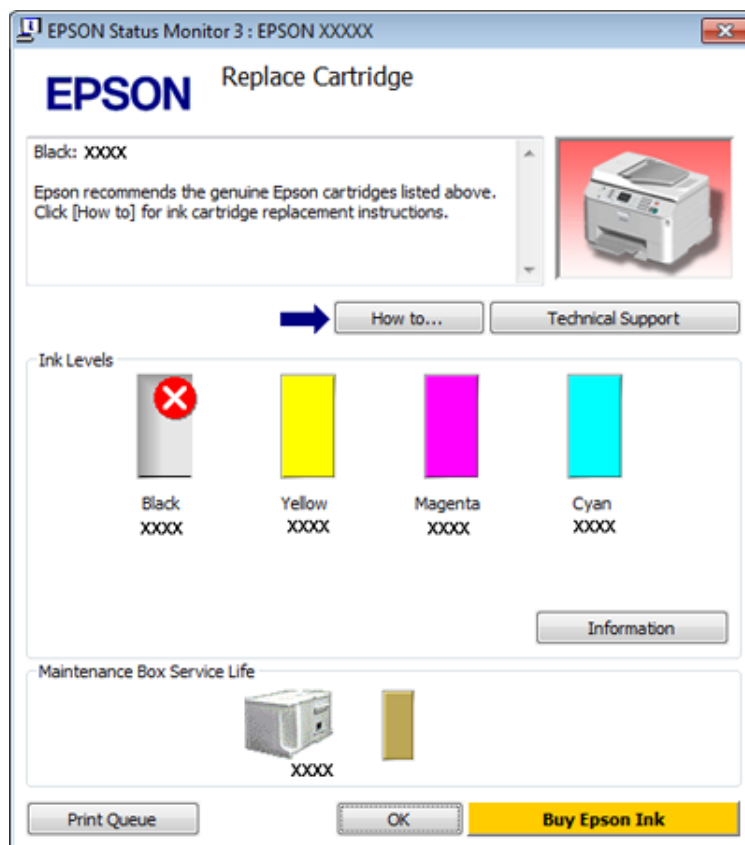 EPSON Status Monitor 3 : EPSON XXXXX
EPSON
Replace Cartridge
Black: XXXX
Epson recommends the genuine Epson cartridges listed above.
Click [How to] for ink cartridge replacement instructions.
How to...
Technical Support
Ink Levels
Black
Yellow
Magenta
Cyan
XXXX
XXXX
XXXX
XXXX
Information
Maintenance Box Service Life
XXXX
Print Queue
OK
Buy Epson Ink